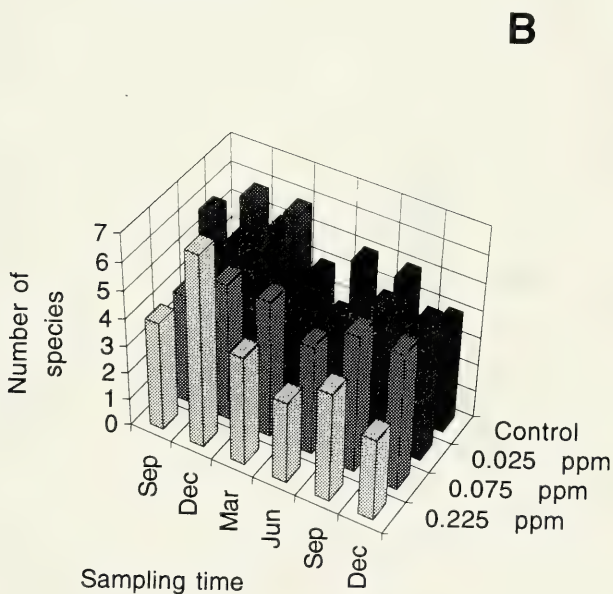 B
7
6
5
4
3
2
1
0
Number of
species
Sep
Dec
Mar
Jun
Sep
Dec
Sampling time
Control
0.025 ppm
0.075 ppm
0.225 ppm